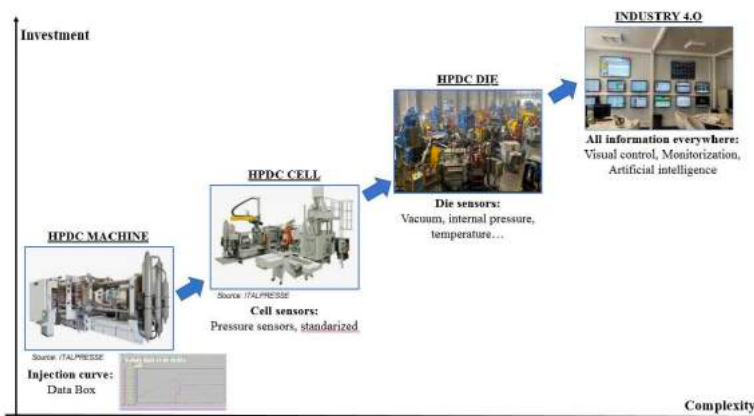 Investment
INDUSTRY 4.O
All information everywhere:
Visual control, Monitorization,
Artificial intelligence
HPDC DIE
Die sensors:
Vacuum, internal pressure,
temperature…
HPDC CELL
Source: ITALPRESSE
Cell sensors:
Pressure sensors, standarized
HPDC MACHINE
Source: ITALPRESSE
Injection curve:
Data Box
Complexity